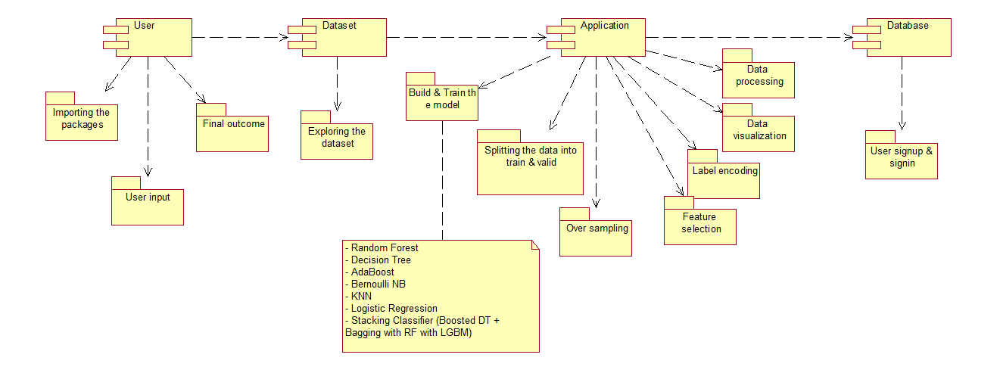 User
Dataset
Application
Database
Importing the
packages
User input
Final outcome
Exploring the
dataset
Build & Train th
e model
Splitting the data into
train & valid
Over sampling
Feature
selection
Label encoding
Data
visualization
Data
processing
User signup &
signin
- Random Forest
- Decision Tree
- AdaBoost
- Bernoulli NB
- KNN
- Logistic Regression
- Stacking Classifier (Boosted DT +
Bagging with RF with LGBM)